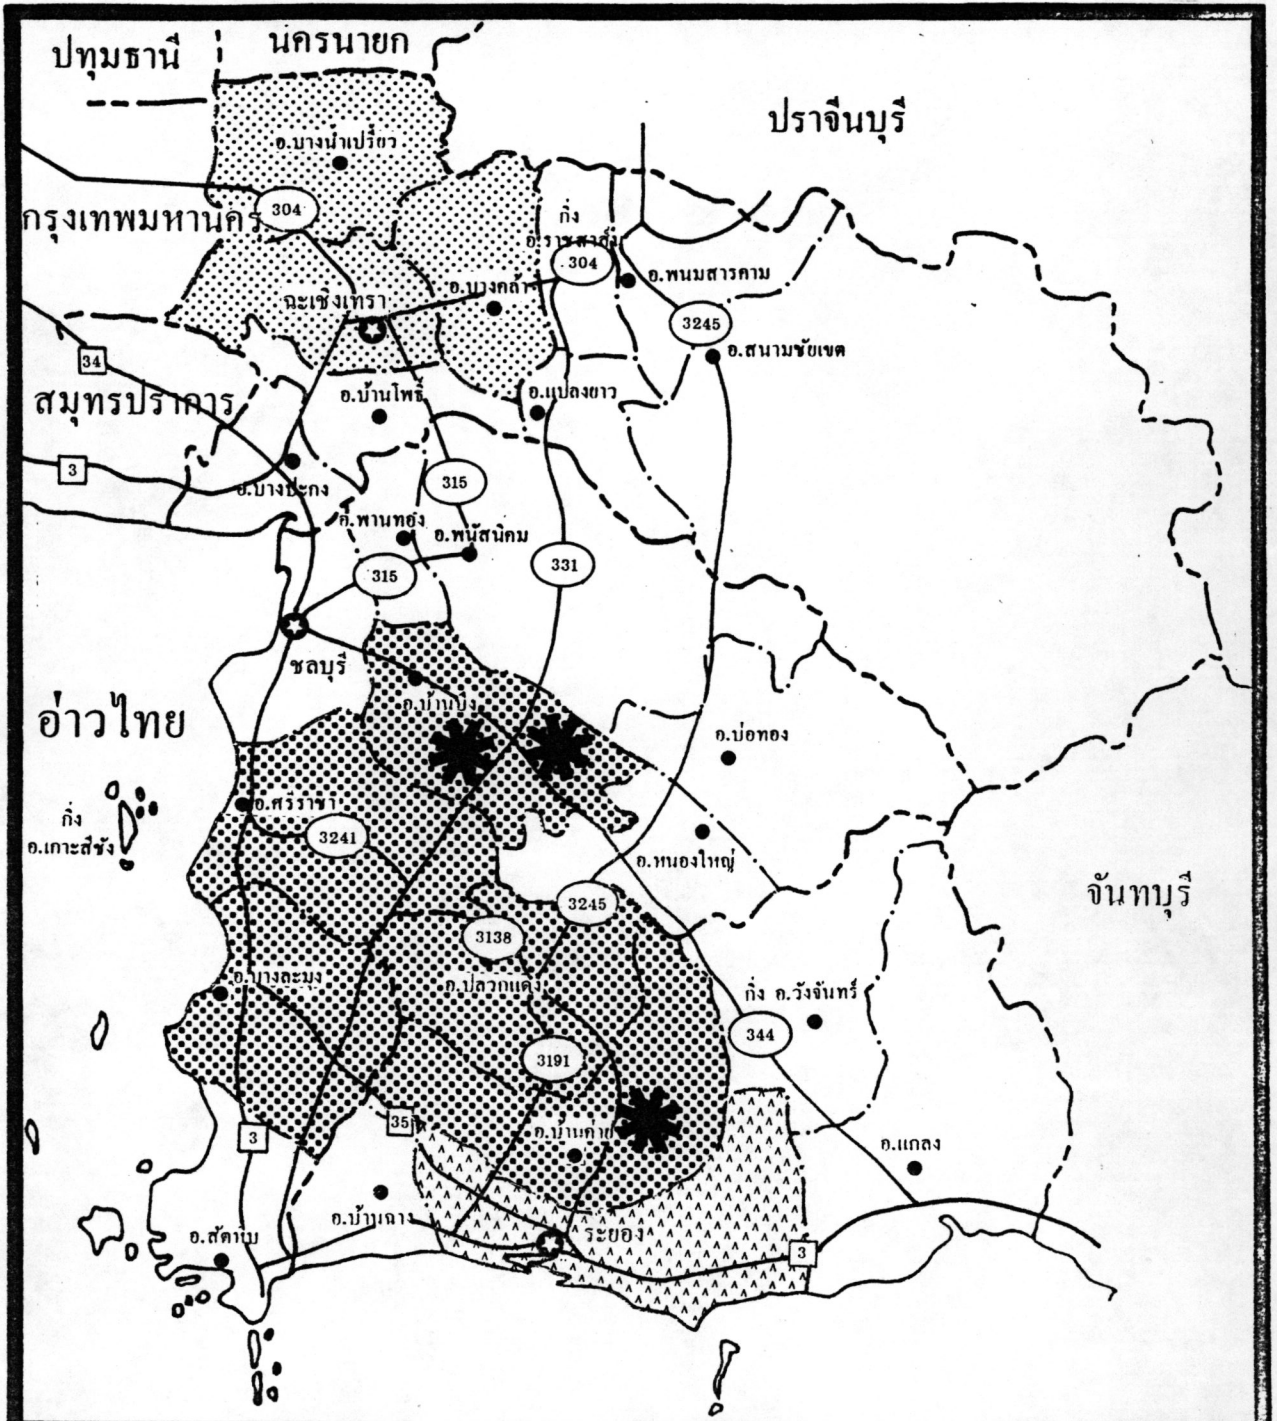 ปทุมธานี
นครนายก
ปราจีนบุรี
อ.บางน้ำเปรี้ยว
304
กรุงเทพมหานคร
กิ่ง
อ.ราชสาส์น
304
อ.พนมสารคาม
ฉะเชิงเทรา
อ.บางคล้า
3245
อ.สนามชัยเขต
34
สมุทรปราการ
อ.บ้านโพธิ์
อ.แปลงยาว
3
อ.บางปะกง
315
อ.พานทอง
อ.พนัสนิคม
315
331
ชลบุรี
อ.บ้านบึง
อ่าวไทย
อ.บ่อทอง
กิ่ง
อ.เกาะสีชัง
อ.ศรีราชา
3241
อ.หนองใหญ่
จันทบุรี
3245
3138
อ.บางละมุง
อ.ปลวกแดง
กิ่ง อ.วังจันทร์
344
3191
35
3
อ.บ้านค่าย
อ.แกลง
อ.บ้านฉาง
อ.สัตหีบ
ระยอง
3